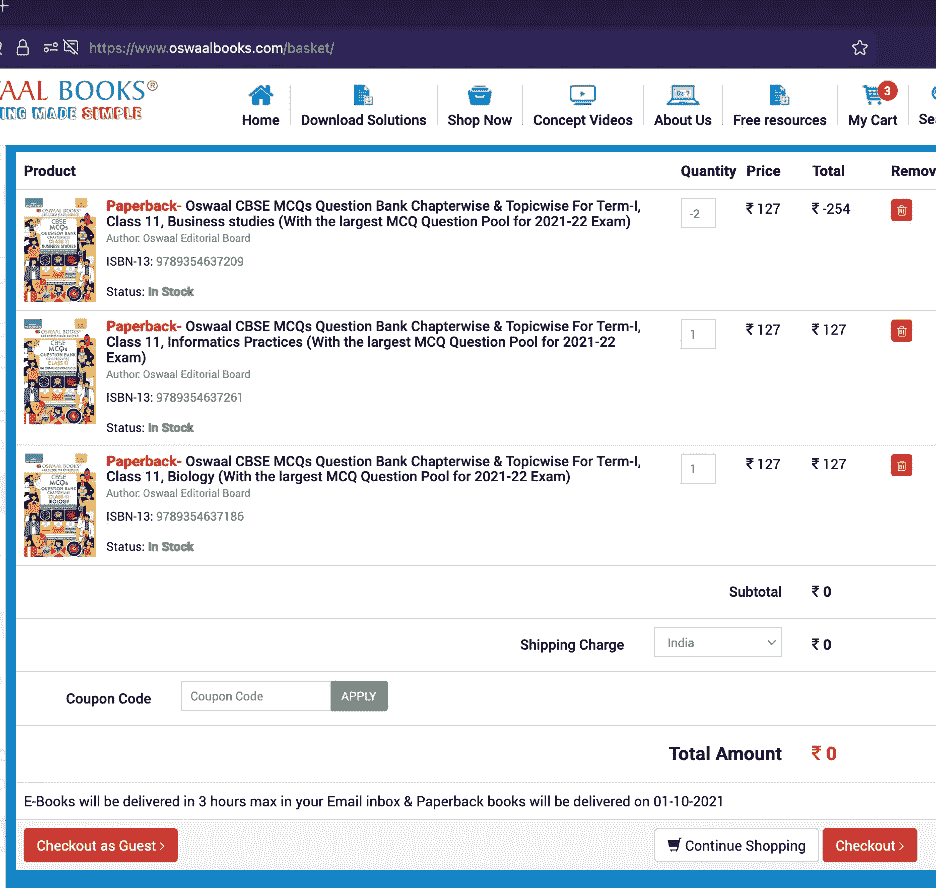 https://www.oswaalbooks.com/basket/
AAL BOOKS®
ING MADE SIMPLE
Home
Download Solutions
Shop Now
Concept Videos
About Us
Free resources
3
My Cart
Product
Quantity
Price
Total
Remov
Paperback- Oswaal CBSE MCQs Question Bank Chapterwise & Topicwise For Term-I,
Class 11, Business studies (With the largest MCQ Question Pool for 2021-22 Exam)
Author: Oswaal Editorial Board
ISBN-13: 9789354637209
Status: In Stock
-2
₹ 127
₹ -254
Paperback- Oswaal CBSE MCQs Question Bank Chapterwise & Topicwise For Term-I,
Class 11, Informatics Practices (With the largest MCQ Question Pool for 2021-22
Exam)
Author: Oswaal Editorial Board
ISBN-13: 9789354637261
Status: In Stock
1
₹ 127
₹ 127
Paperback- Oswaal CBSE MCQs Question Bank Chapterwise & Topicwise For Term-I,
Class 11, Biology (With the largest MCQ Question Pool for 2021-22 Exam)
Author: Oswaal Editorial Board
ISBN-13: 9789354637186
Status: In Stock
1
₹ 127
₹ 127
Subtotal
₹ 0
Shipping Charge
India
₹ 0
Coupon Code
Coupon Code
APPLY
Total Amount
₹ 0
E-Books will be delivered in 3 hours max in your Email inbox & Paperback books will be delivered on 01-10-2021
Checkout as Guest ›
Continue Shopping
Checkout ›